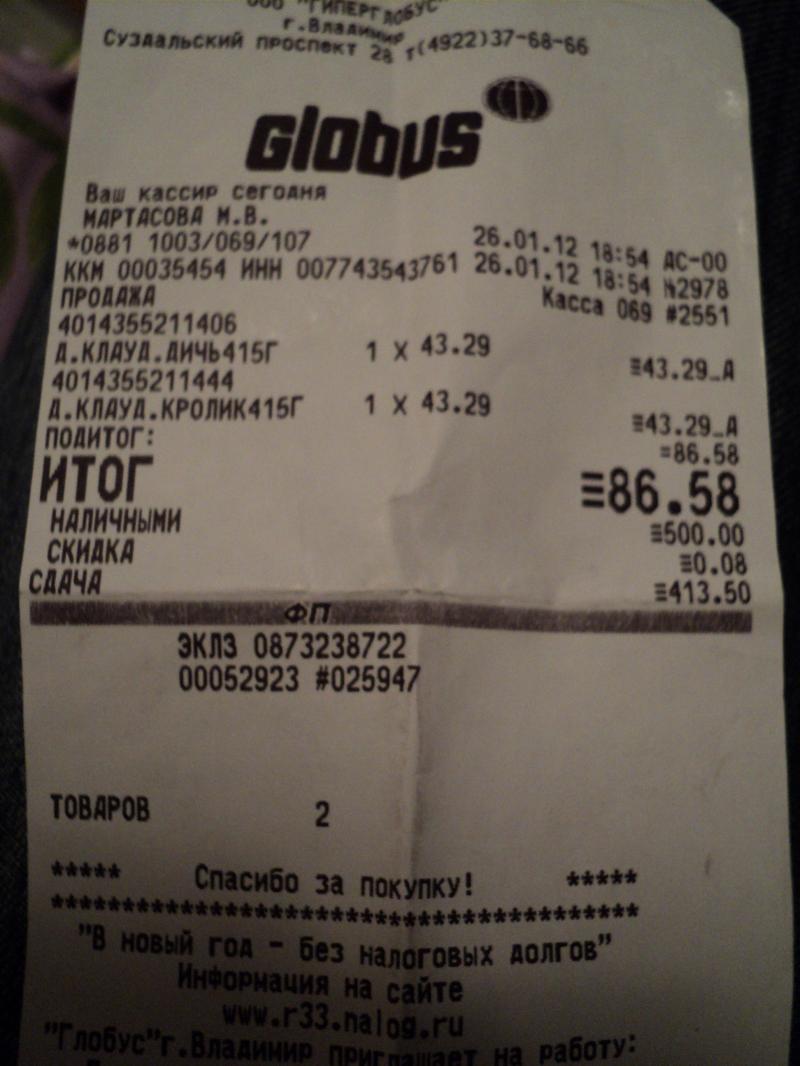 ООО "ГИПЕРГЛОБУС"
г.Владимир
Суздальский проспект 28 т(4922)37-68-66
Globus
Ваш кассир сегодня
МАРТАСОВА М.В.
*0881 1003/069/107 26.01.12 18:54 АС-00
ККМ 00035454 ИНН 007743543761 26.01.12 18:54 №2978
ПРОДАЖА Касса 069 #2551
4014355211406
Д.КЛАУД.ДИЧЬ415Г 1 X 43.29 ≡43.29_А
4014355211444
Д.КЛАУД.КРОЛИК415Г 1 X 43.29 ≡43.29_А
ПОДИТОГ: =86.58
ИТОГ ≡86.58
НАЛИЧНЫМИ ≡500.00
СКИДКА ≡0.08
СДАЧА ≡413.50
ФП
ЭКЛЗ 0873238722
00052923 #025947
ТОВАРОВ 2
***** Спасибо за покупку! *****
*****************************************
"В новый год - без налоговых долгов"
Информация на сайте
www.r33.nalog.ru
"Глобус"г.Владимир приглашает на работу: